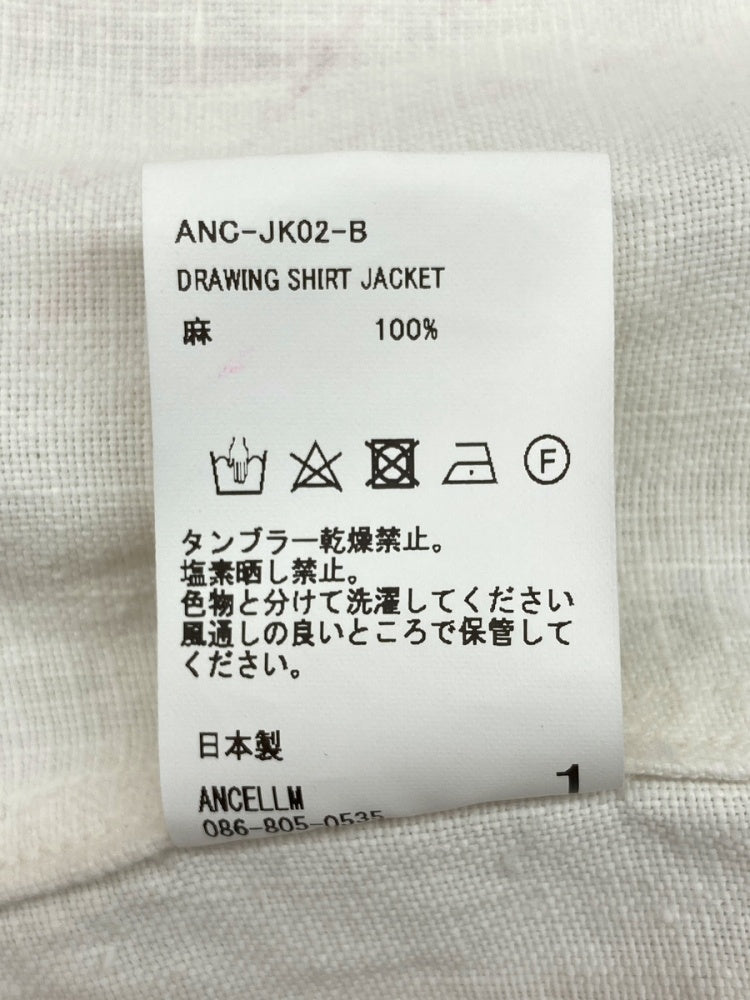 ANC-JK02-B
DRAWING SHIRT JACKET
麻 100%
F
タンブラー乾燥禁止。
塩素晒し禁止。
色物と分けて洗濯してください
風通しの良いところで保管して
ください。
日本製
ANCELLM
1
086-805-0535